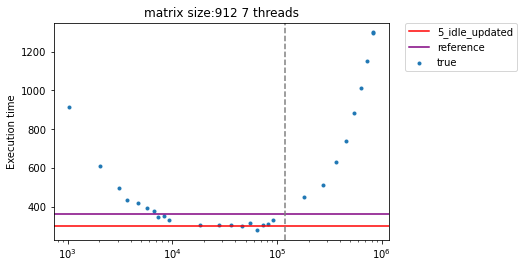 matrix size:912 7 threads
5_idle_updated
reference
true
Execution time
1200
1000
800
600
400
10³ 10⁴ 10⁵ 10⁶